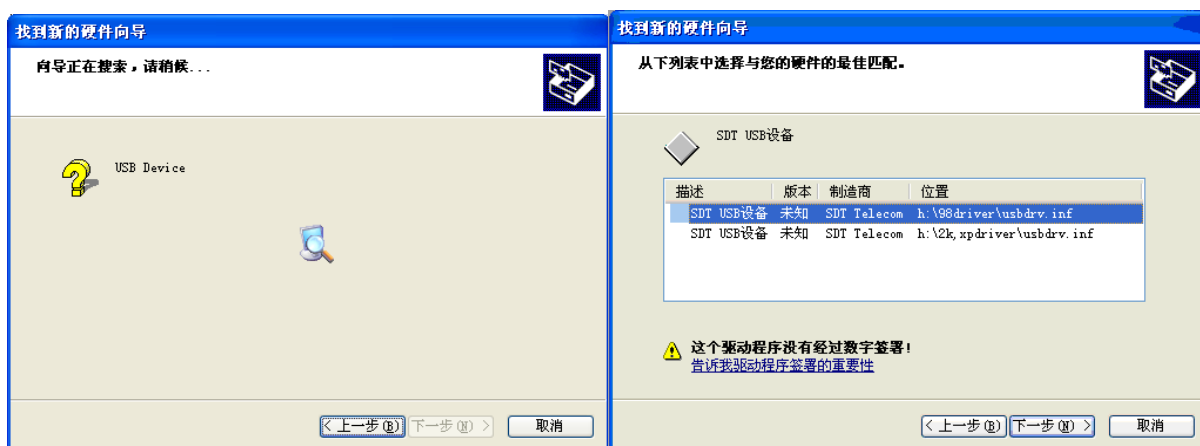 找到新的硬件向导
向导正在搜索，请稍候...
USB Device
< 上一步(B) 下一步(N) > 取消
找到新的硬件向导
从下列表中选择与您的硬件的最佳匹配。
SDT USB设备
描述 版本 制造商 位置
SDT USB设备 未知 SDT Telecom h:\98driver\usbdrv.inf
SDT USB设备 未知 SDT Telecom h:\2k,xpdriver\usbdrv.inf
这个驱动程序没有经过数字签署!
告诉我驱动程序签署的重要性
< 上一步(B) 下一步(N) > 取消